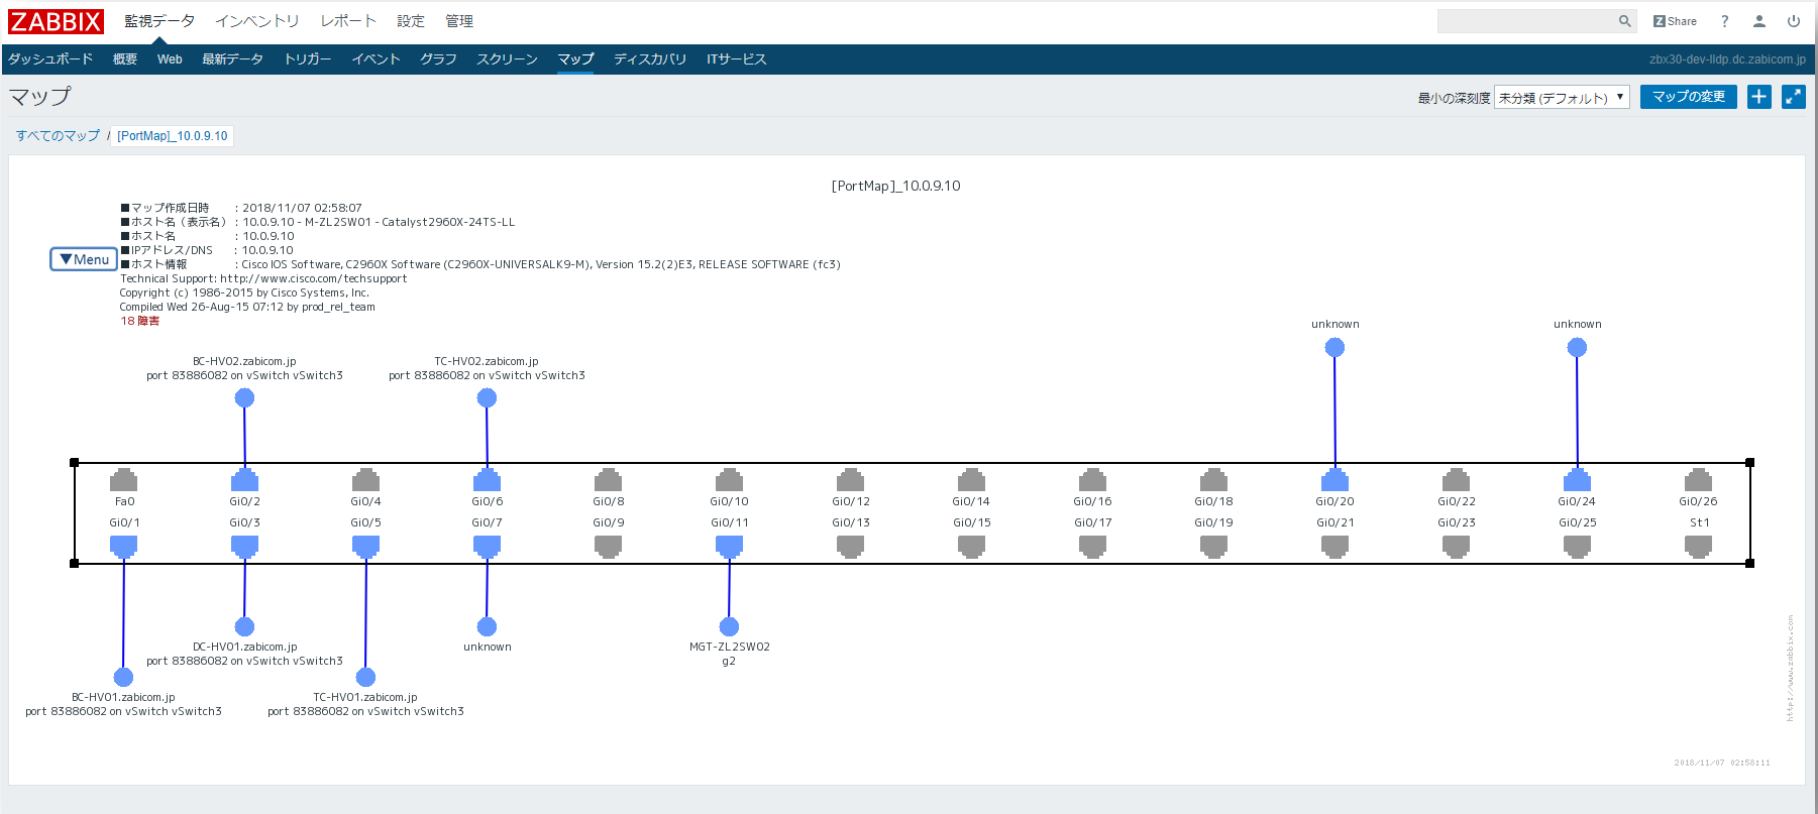 ZABBIX 監視データ インベントリ レポート 設定 管理 Z Share ?
ダッシュボード 概要 Web 最新データ トリガー イベント グラフ スクリーン マップ ディスカバリ ITサービス zbx30-dev-lldp.dc.zabicom.jp
マップ 最小の深刻度 未分類 (デフォルト) ▼ マップの変更 +
すべてのマップ / [PortMap]_10.0.9.10
[PortMap]_10.0.9.10
■マップ作成日時 : 2018/11/07 02:58:07
■ホスト名（表示名） : 10.0.9.10 - M-ZL2SW01 - Catalyst2960X-24TS-LL
■ホスト名 : 10.0.9.10
■IPアドレス/DNS : 10.0.9.10
▼Menu
■ホスト情報 : Cisco IOS Software, C2960X Software (C2960X-UNIVERSALK9-M), Version 15.2(2)E3, RELEASE SOFTWARE (fc3)
Technical Support: http://www.cisco.com/techsupport
Copyright (c) 1986-2015 by Cisco Systems, Inc.
Compiled Wed 26-Aug-15 07:12 by prod_rel_team
18 障害
unknown unknown
BC-HV02.zabicom.jp TC-HV02.zabicom.jp
port 83886082 on vSwitch vSwitch3 port 83886082 on vSwitch vSwitch3
Fa0 Gi0/2 Gi0/4 Gi0/6 Gi0/8 Gi0/10 Gi0/12 Gi0/14 Gi0/16 Gi0/18 Gi0/20 Gi0/22 Gi0/24 Gi0/26
Gi0/1 Gi0/3 Gi0/5 Gi0/7 Gi0/9 Gi0/11 Gi0/13 Gi0/15 Gi0/17 Gi0/19 Gi0/21 Gi0/23 Gi0/25 St1
DC-HV01.zabicom.jp unknown MGT-ZL2SW02
port 83886082 on vSwitch vSwitch3 g2
BC-HV01.zabicom.jp TC-HV01.zabicom.jp
port 83886082 on vSwitch vSwitch3 port 83886082 on vSwitch vSwitch3
http://www.zabbix.com
2018/11/07 02:58:11